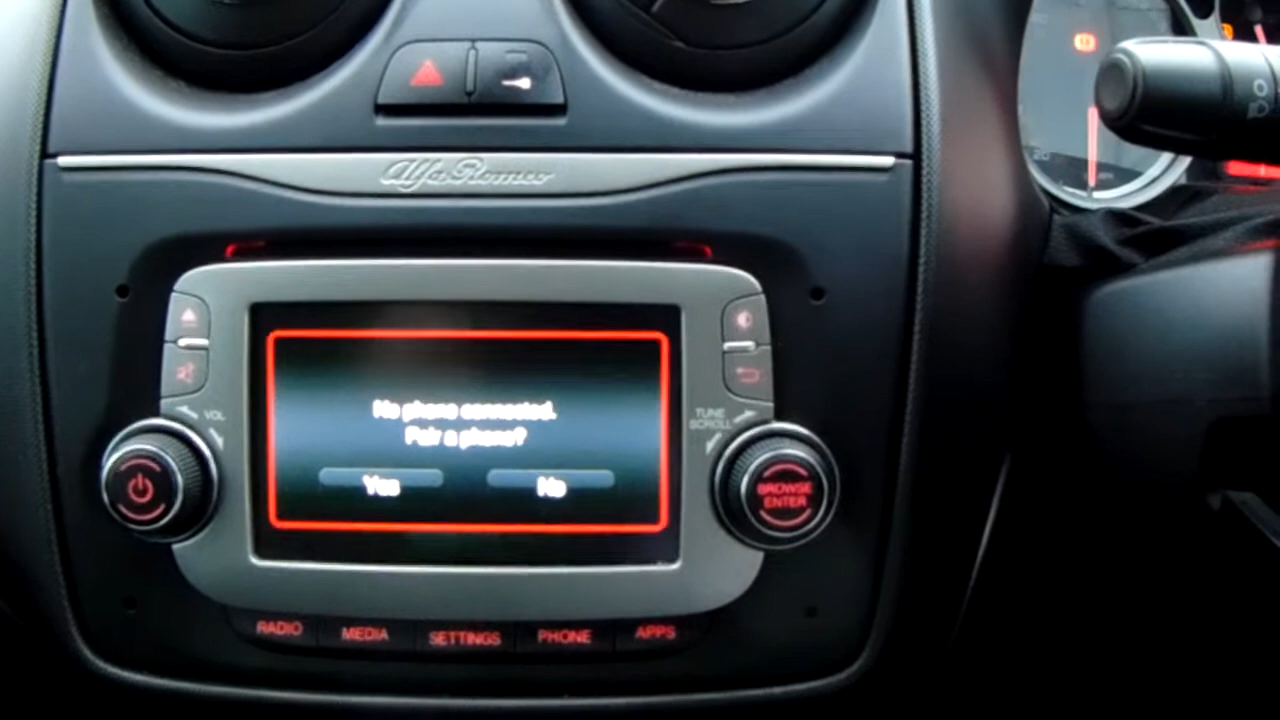 Alfa Romeo
VOL
TUNE
SCROLL
No phone connected.
Pair a phone?
Yes
No
BROWSE
ENTER
RADIO
MEDIA
SETTINGS
PHONE
APPS